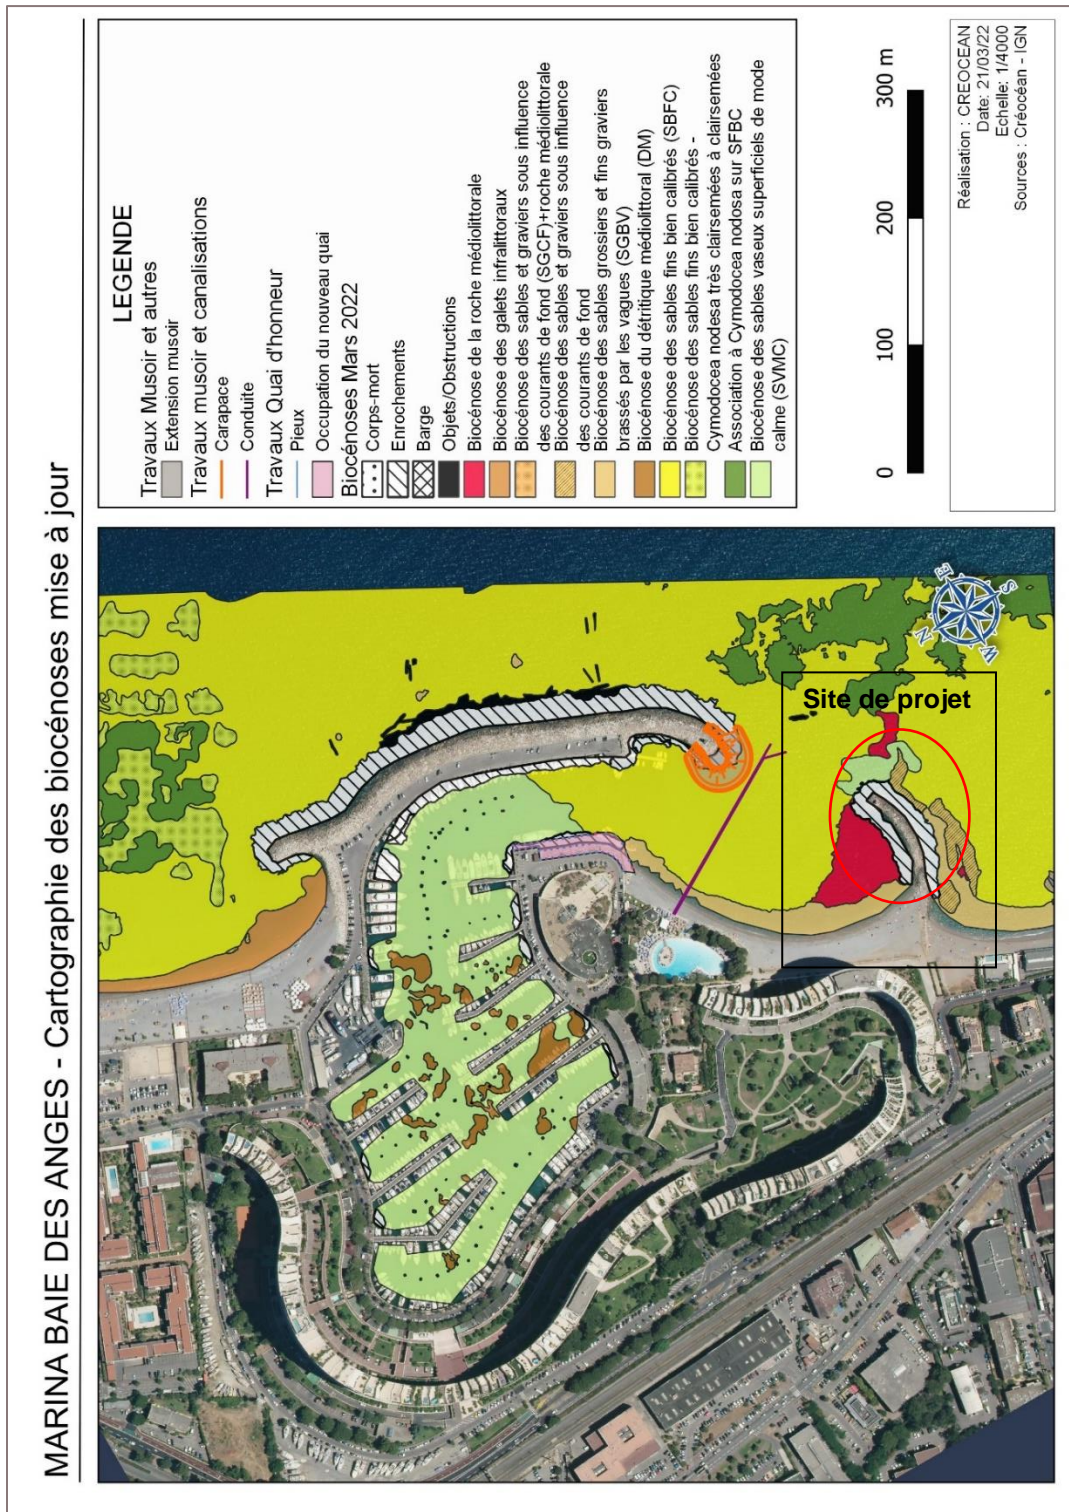 MARINA BAIE DES ANGES - Cartographie des biocénoses mise à jour
LEGENDE
Travaux Musoir et autres
Extension musoir
Travaux musoir et canalisations
Carapace
Conduite
Travaux Quai d'honneur
Pieux
Occupation du nouveau quai
Biocénoses Mars 2022
Corps-mort
Enrochements
Barge
Objets/Obstructions
Biocénose de la roche médiolittorale
Biocénose des galets infralittoraux
Biocénose des sables et graviers sous influence
des courants de fond (SGCF)+roche médiolittorale
Biocénose des sables et graviers sous influence
des courants de fond
Biocénose des sables grossiers et fins graviers
brassés par les vagues (SGBV)
Biocénose du détritique médiolittoral (DM)
Biocénose des sables fins bien calibrés (SBFC)
Biocénose des sables fins bien calibrés -
Cymodocea nodesa très clairsemées à clairsemées
Association à Cymodocea nodosa sur SFBC
Biocénose des sables vaseux superficiels de mode
calme (SVMC)
0 100 200 300 m
Réalisation : CREOCEAN
Date: 21/03/22
Echelle: 1/4000
Sources : Créocéan - IGN
Site de projet
N
E
S
W